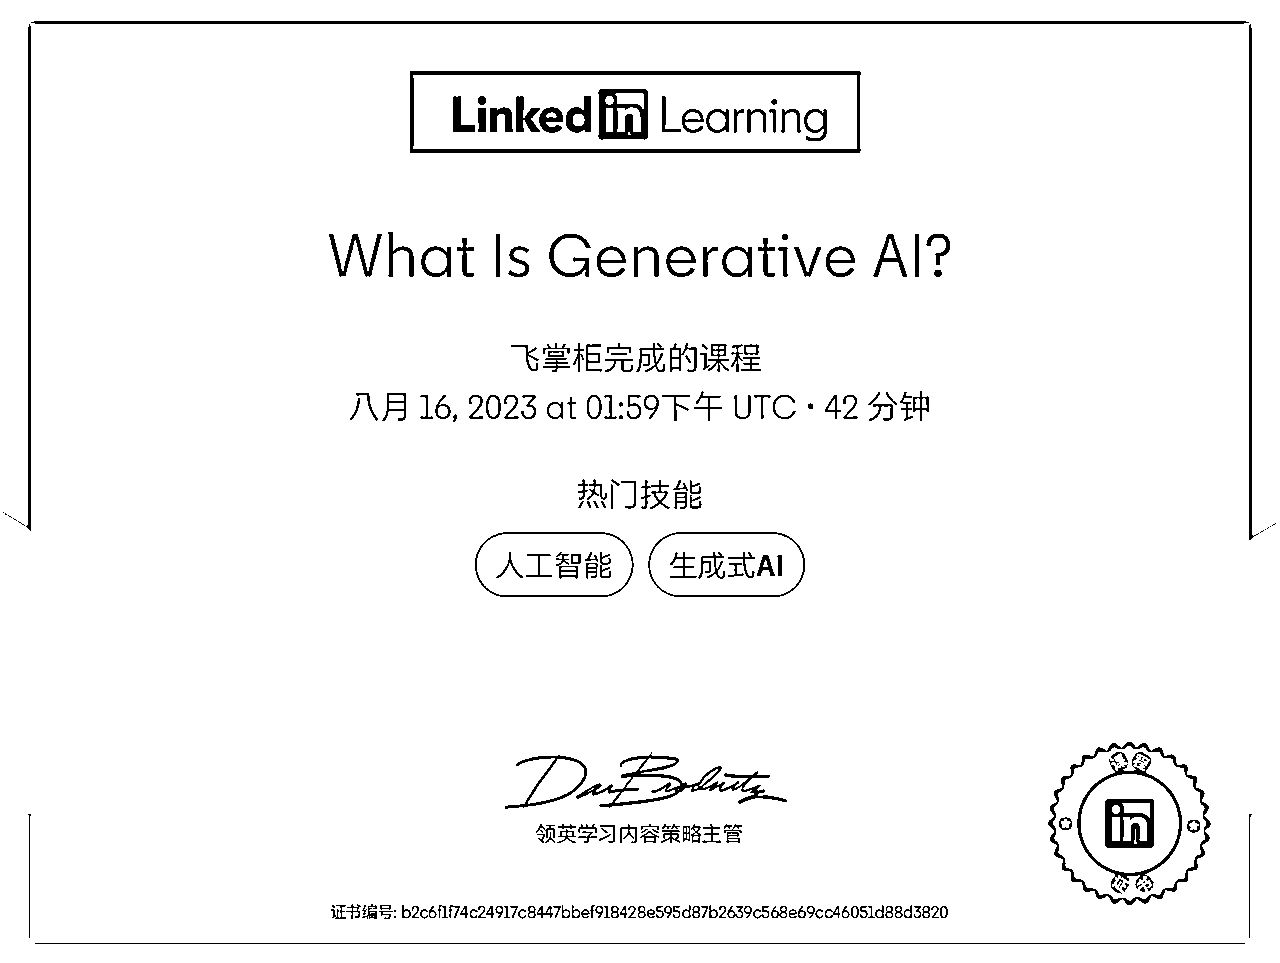 Linked in Learning
What Is Generative AI?
飞掌柜完成的课程
八月 16, 2023 at 01:59下午 UTC • 42 分钟
热门技能
人工智能 生成式AI
Dan Brodnitz
领英学习内容策略主管
in
证书编号: b2c6f1f74c24917c8447bbef918428e595d87b2639c568e69cc46051d88d3820